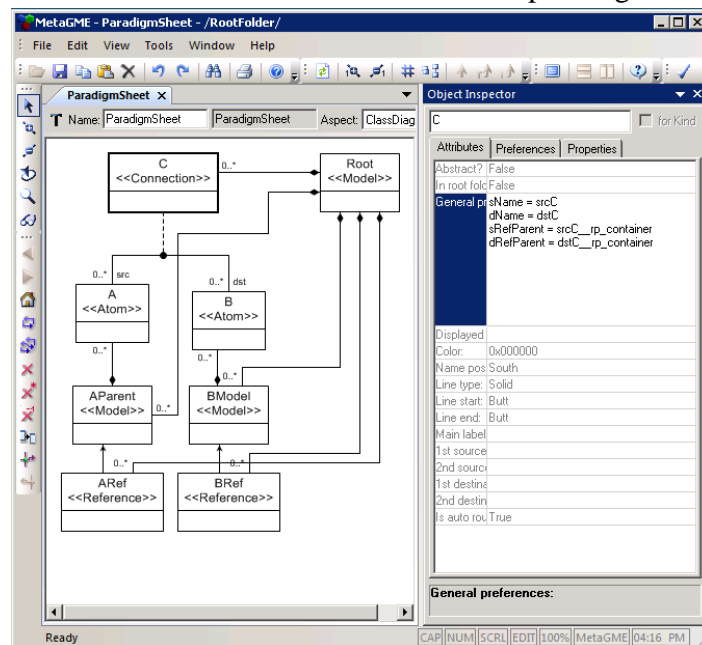 MetaGME - ParadigmSheet - /RootFolder/
File Edit View Tools Window Help
ParadigmSheet X
Object Inspector
Name: ParadigmSheet ParadigmSheet Aspect: ClassDiag
C
for Kind
Attributes Preferences Properties
Abstract? False
In root fold False
General pr sName = srcC
dName = dstC
sRefParent = srcC__rp_container
dRefParent = dstC__rp_container
Displayed
Color: 0x000000
Name pos South
Line type: Solid
Line start: Butt
Line end: Butt
Main label
1st source
2nd sourc
1st destina
2nd destin
Is auto rou True
General preferences:
C
<<Connection>>
0..*
Root
<<Model>>
0..* src
0..* dst
A
<<Atom>>
B
<<Atom>>
0..*
0..*
AParent
<<Model>>
0..*
BModel
<<Model>>
0..*
0..*
ARef
<<Reference>>
BRef
<<Reference>>
Ready
CAP NUM SCRL EDIT 100% MetaGME 04:16 PM